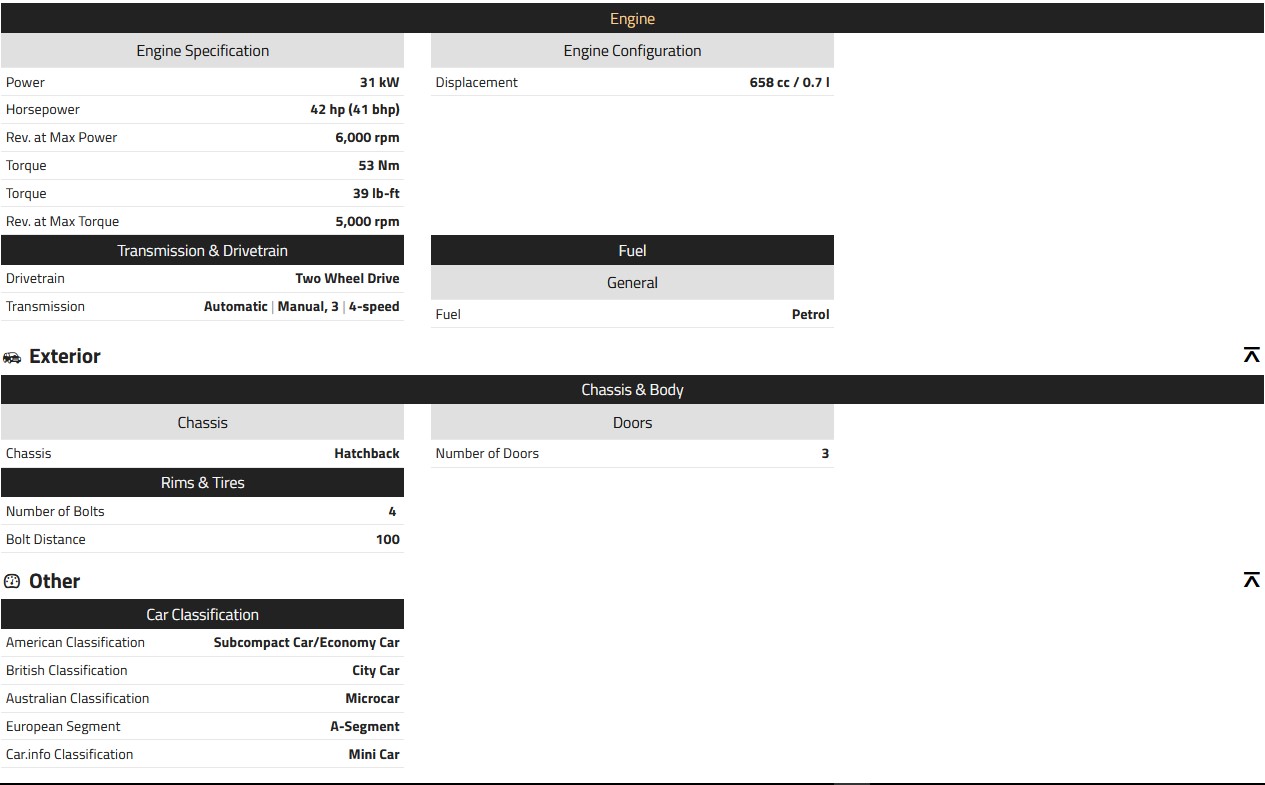 Engine
Engine Specification
Power 31 kW
Horsepower 42 hp (41 bhp)
Rev. at Max Power 6,000 rpm
Torque 53 Nm
Torque 39 lb-ft
Rev. at Max Torque 5,000 rpm
Engine Configuration
Displacement 658 cc / 0.7 l
Transmission & Drivetrain
Drivetrain Two Wheel Drive
Transmission Automatic | Manual, 3 | 4-speed
Fuel
General
Fuel Petrol
Exterior
Chassis & Body
Chassis
Chassis Hatchback
Doors
Number of Doors 3
Rims & Tires
Number of Bolts 4
Bolt Distance 100
Other
Car Classification
American Classification Subcompact Car/Economy Car
British Classification City Car
Australian Classification Microcar
European Segment A-Segment
Car.info Classification Mini Car